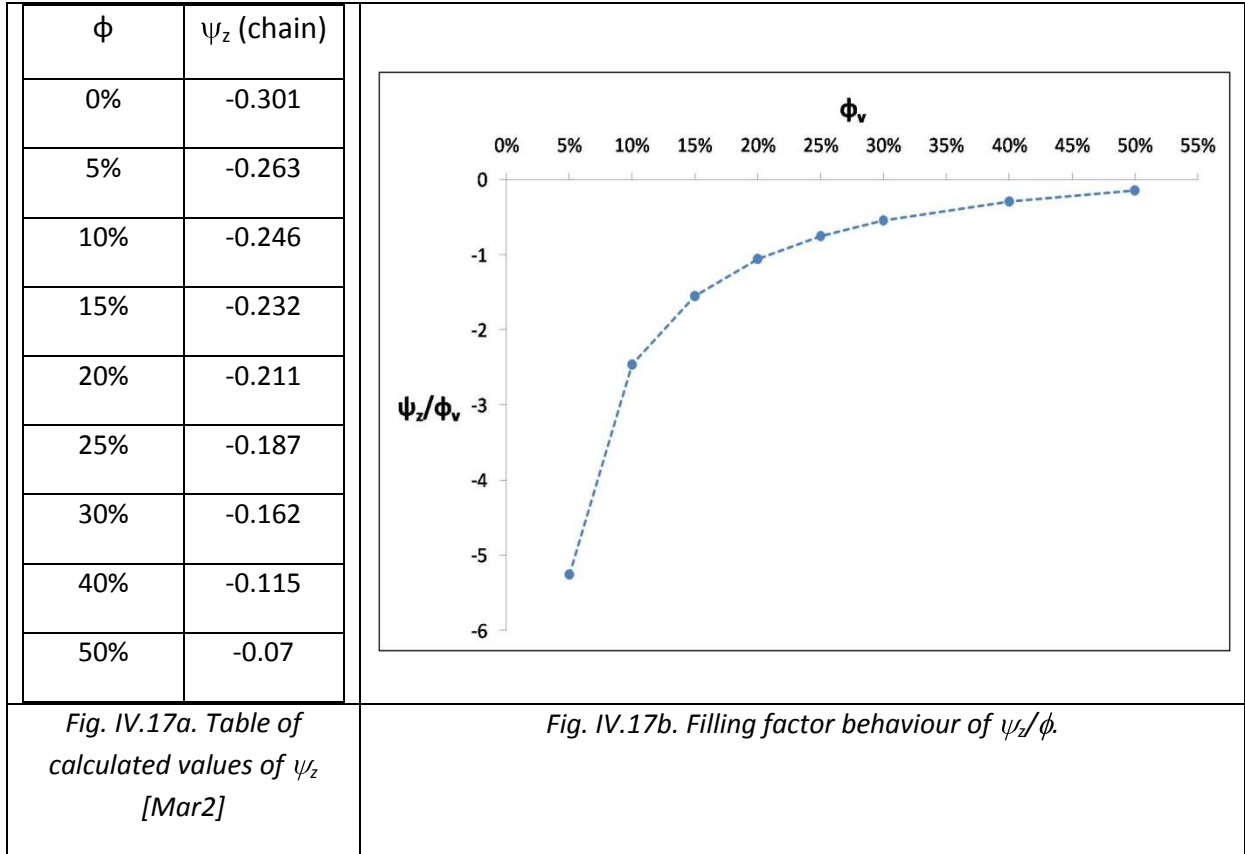 ϕ ψz (chain)
0% -0.301
5% -0.263
10% -0.246
15% -0.232
20% -0.211
25% -0.187
30% -0.162
40% -0.115
50% -0.07
ϕv
0% 5% 10% 15% 20% 25% 30% 35% 40% 45% 50% 55%
0
-1
-2
-3
-4
-5
-6
ψz/ϕv
Fig. IV.17a. Table of
calculated values of ψz
[Mar2]
Fig. IV.17b. Filling factor behaviour of ψz/ϕ.